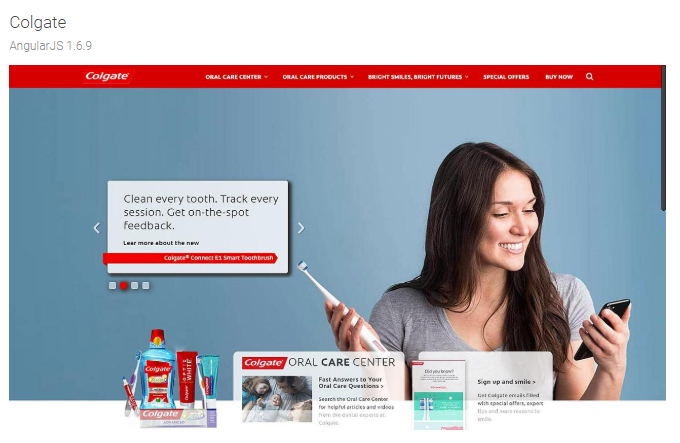 Colgate
AngularJS 1.6.9
Colgate
ORAL CARE CENTER
ORAL CARE PRODUCTS
BRIGHT SMILES, BRIGHT FUTURES
SPECIAL OFFERS
BUY NOW
Clean every tooth. Track every
session. Get on-the-spot
feedback.
Lear more about the new
Colgate® Connect E1 Smart Toothbrush
Colgate ORAL CARE CENTER
Fast Answers to Your
Oral Care Questions >
Search the Oral Care Center
for helpful articles and videos
from the dental experts at
Colgate.
Did you know?
Sign up and smile >
Get Colgate emails filled
with special offers, expert
tips and more reasons to
smile.
WHITE
Colgate